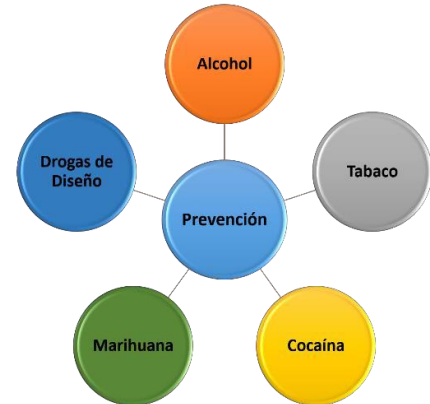 Alcohol
Drogas de
Diseño
Tabaco
Prevención
Marihuana
Cocaína